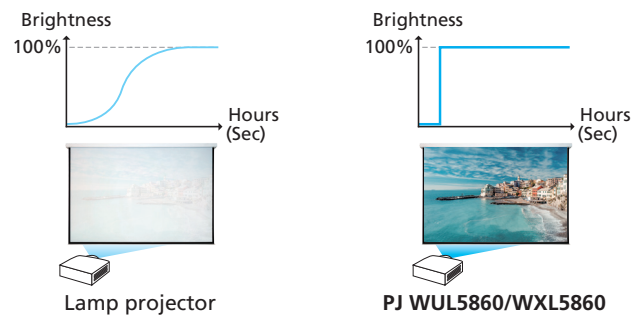 Brightness
100%
Hours
(Sec)
Lamp projector
Brightness
100%
Hours
(Sec)
PJ WUL5860/WXL5860